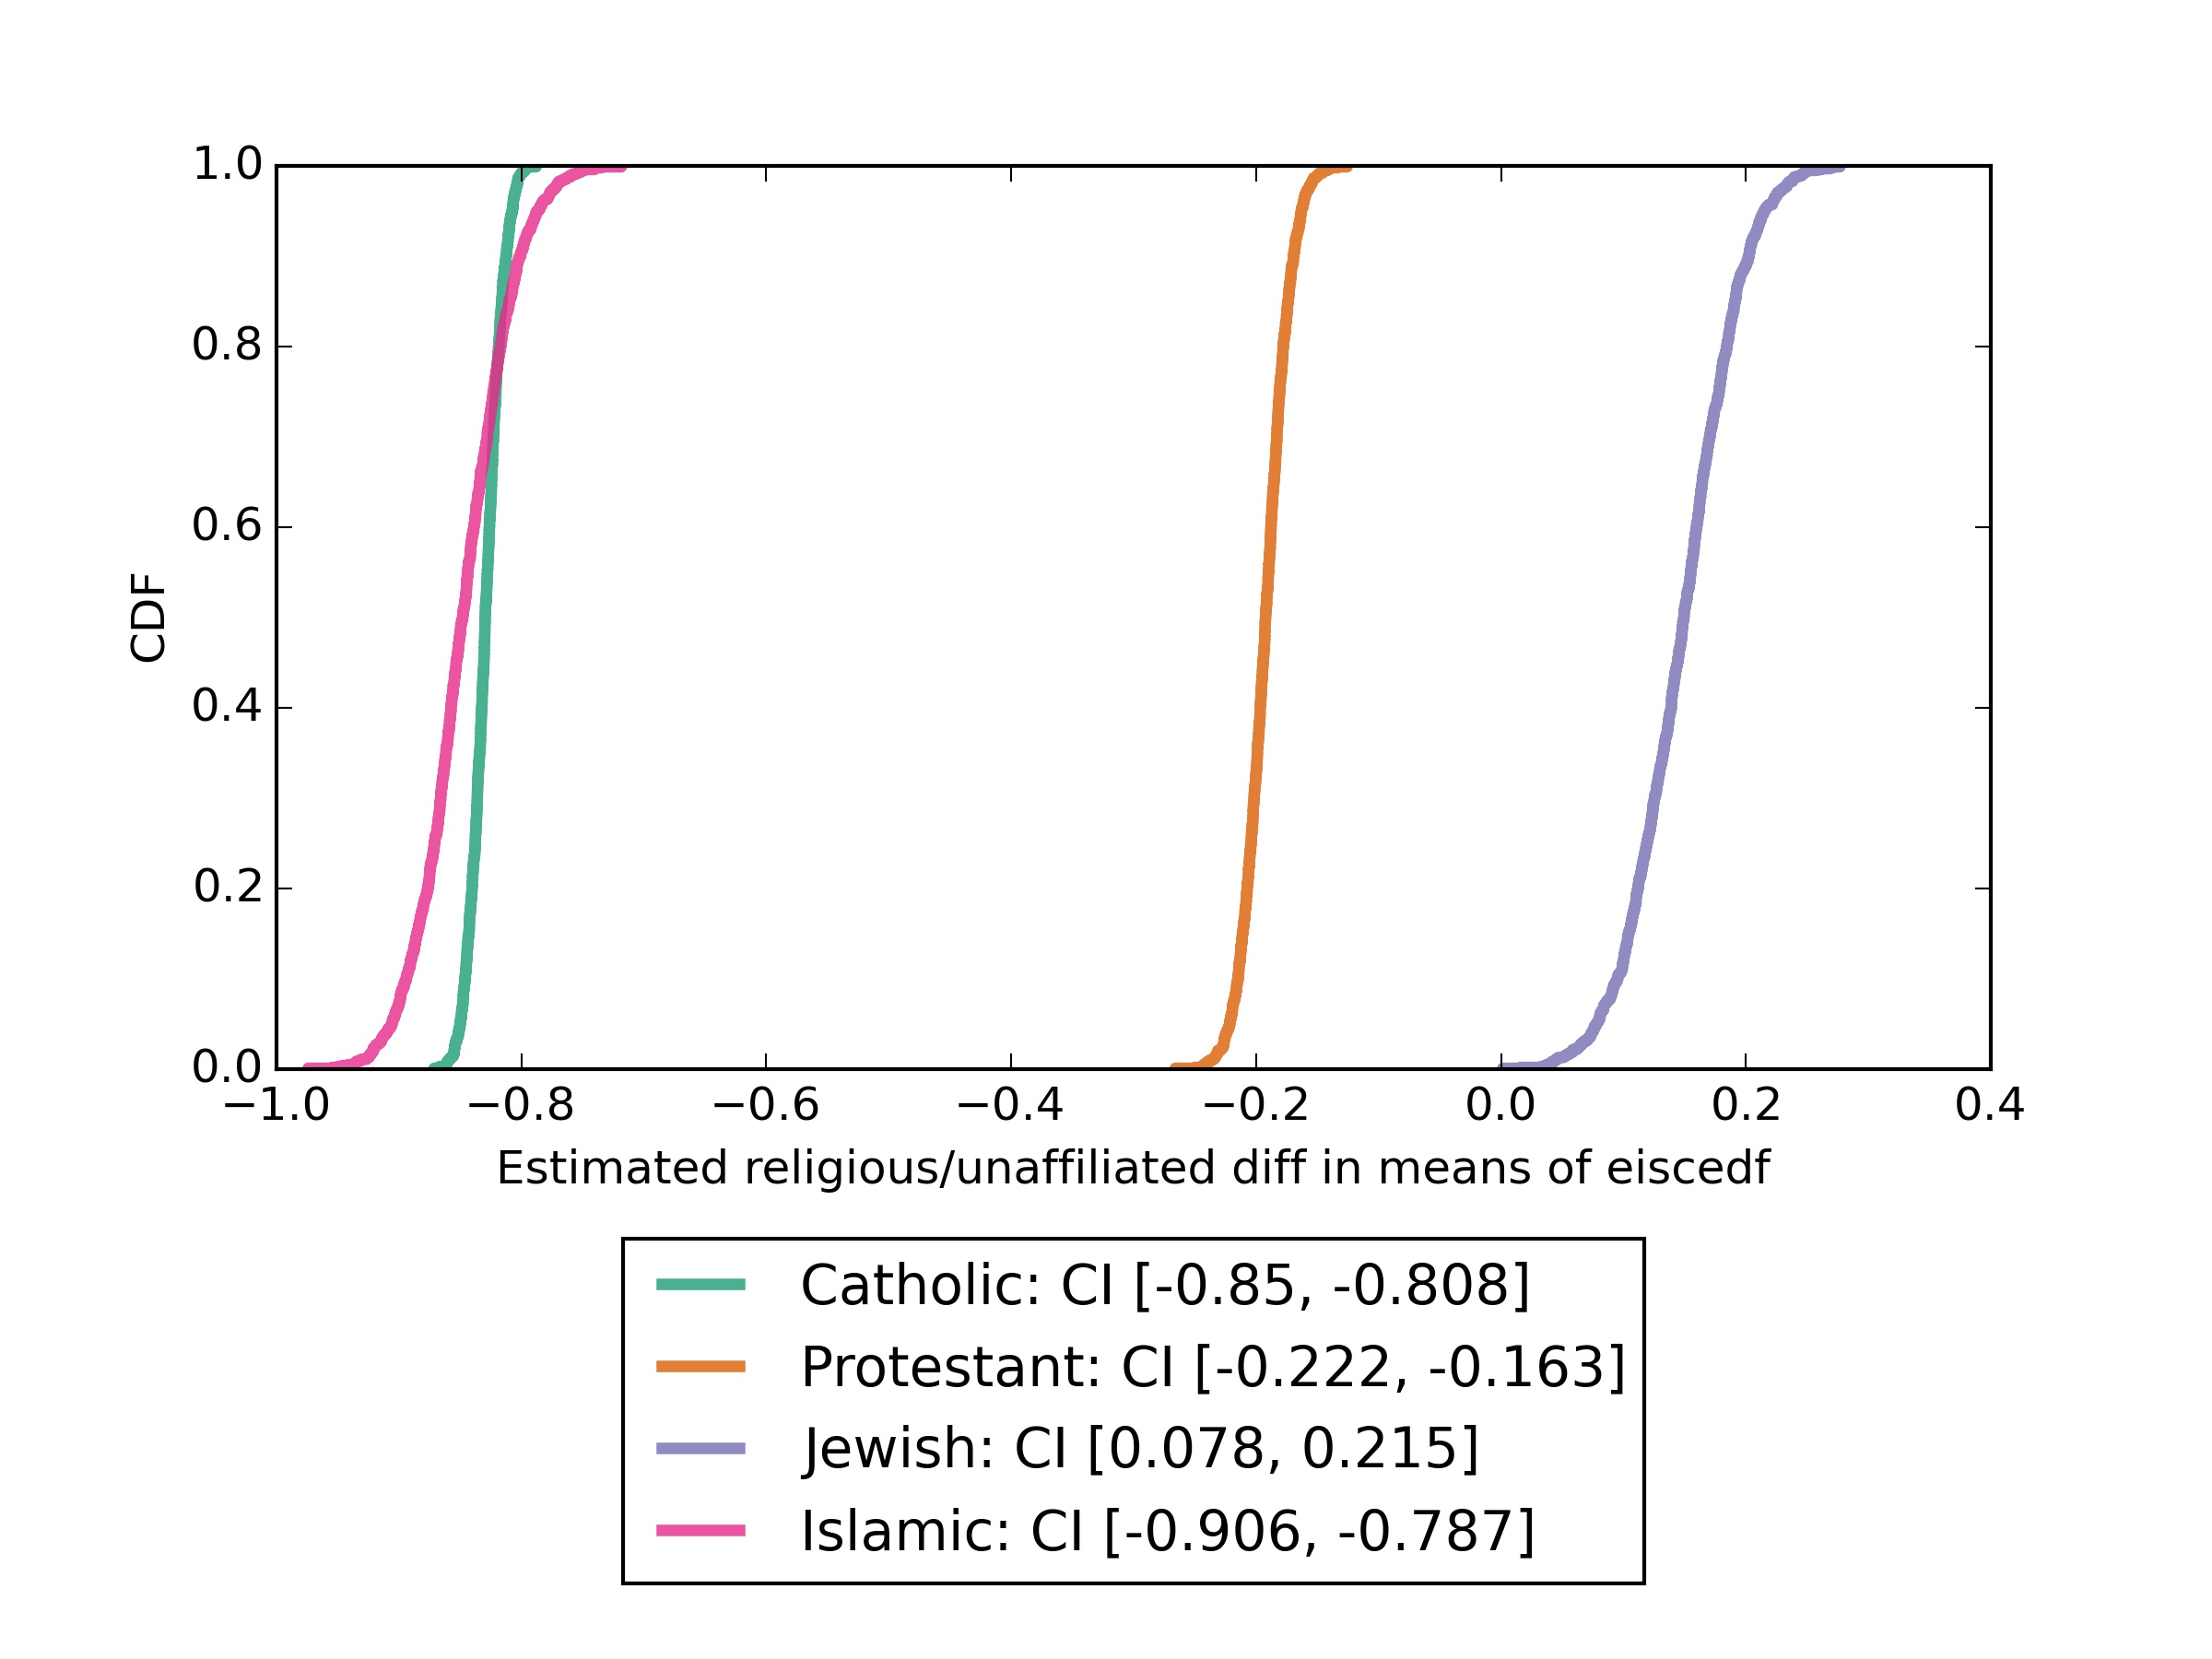 1.0
0.8
0.6
0.4
0.2
0.0
CDF
−1.0 −0.8 −0.6 −0.4 −0.2 0.0 0.2 0.4
Estimated religious/unaffiliated diff in means of eiscedf
Catholic: CI [-0.85, -0.808]
Protestant: CI [-0.222, -0.163]
Jewish: CI [0.078, 0.215]
Islamic: CI [-0.906, -0.787]